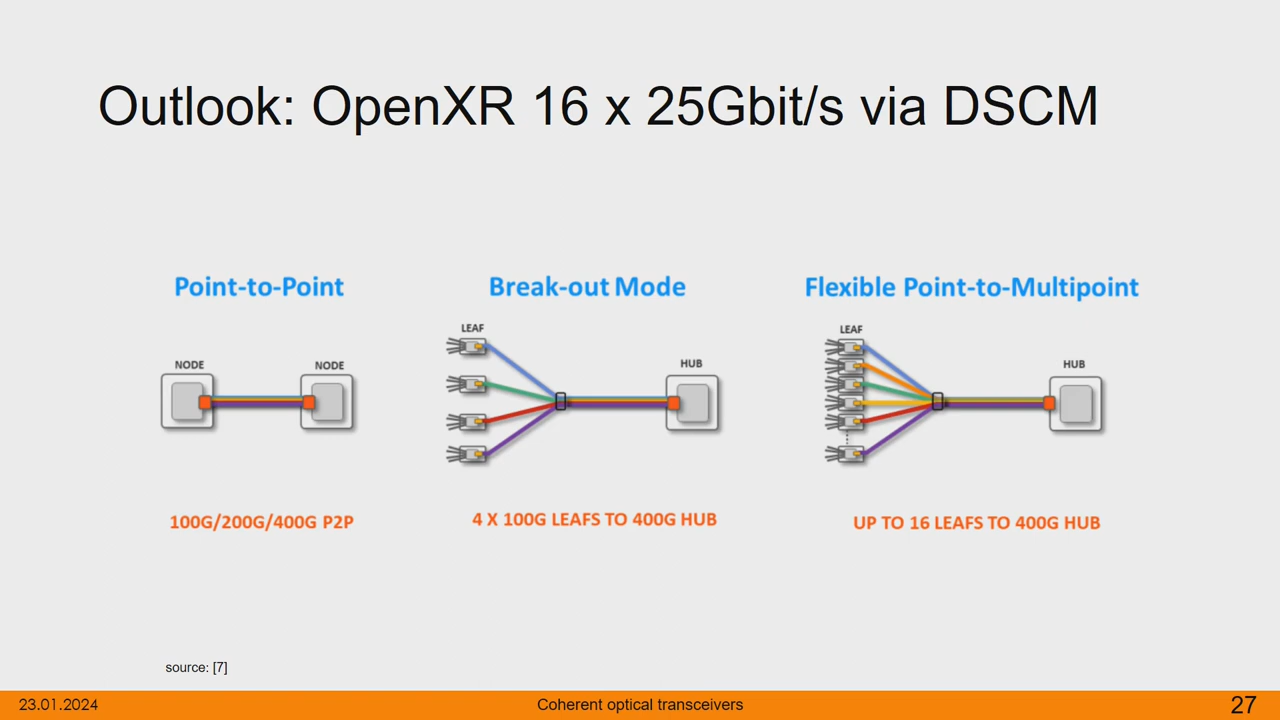 Outlook: OpenXR 16 x 25Gbit/s via DSCM
Point-to-Point
NODE
NODE
100G/200G/400G P2P
Break-out Mode
LEAF
HUB
4 X 100G LEAFS TO 400G HUB
Flexible Point-to-Multipoint
LEAF
HUB
UP TO 16 LEAFS TO 400G HUB
source: [7]
23.01.2024
Coherent optical transceivers
27